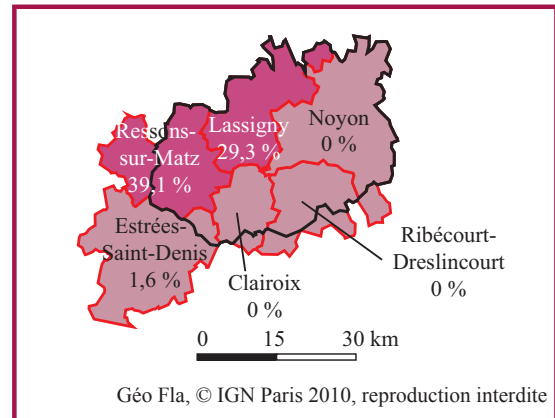 Ressons-
sur-Matz
39,1 %
Lassigny
29,3 %
Noyon
0 %
Estrées-
Saint-Denis
1,6 %
Clairoix
0 %
Ribécourt-
Dreslincourt
0 %
0 15 30 km
Géo Fla, © IGN Paris 2010, reproduction interdite